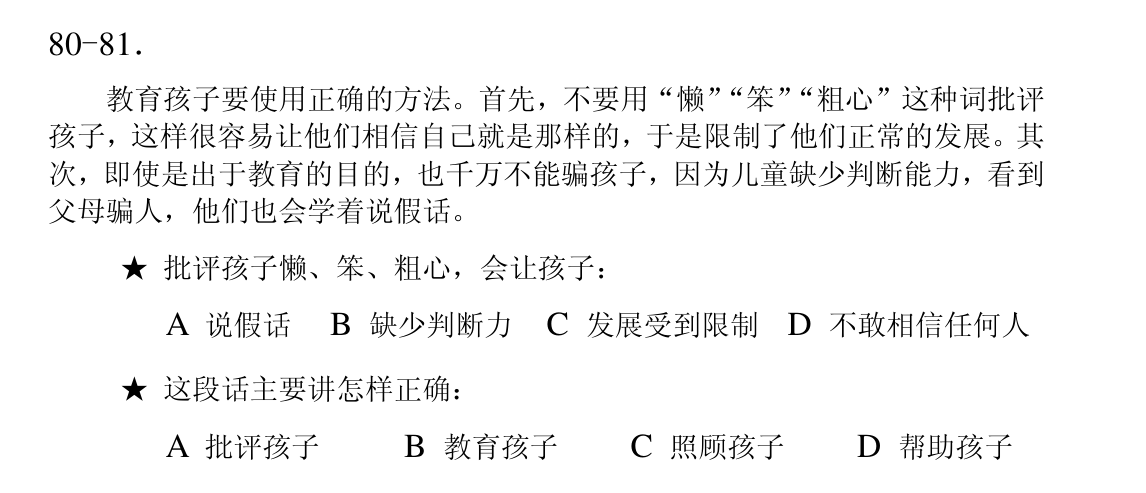 80-81.
教育孩子要使用正确的方法。首先，不要用“懒”“笨”“粗心”这种词批评
孩子，这样很容易让他们相信自己就是那样的，于是限制了他们正常的发展。其
次，即使是出于教育的目的，也千万不能骗孩子，因为儿童缺少判断能力，看到
父母骗人，他们也会学着说假话。
★ 批评孩子懒、笨、粗心，会让孩子：
A 说假话 B 缺少判断力 C 发展受到限制 D 不敢相信任何人
★ 这段话主要讲怎样正确：
A 批评孩子 B 教育孩子 C 照顾孩子 D 帮助孩子